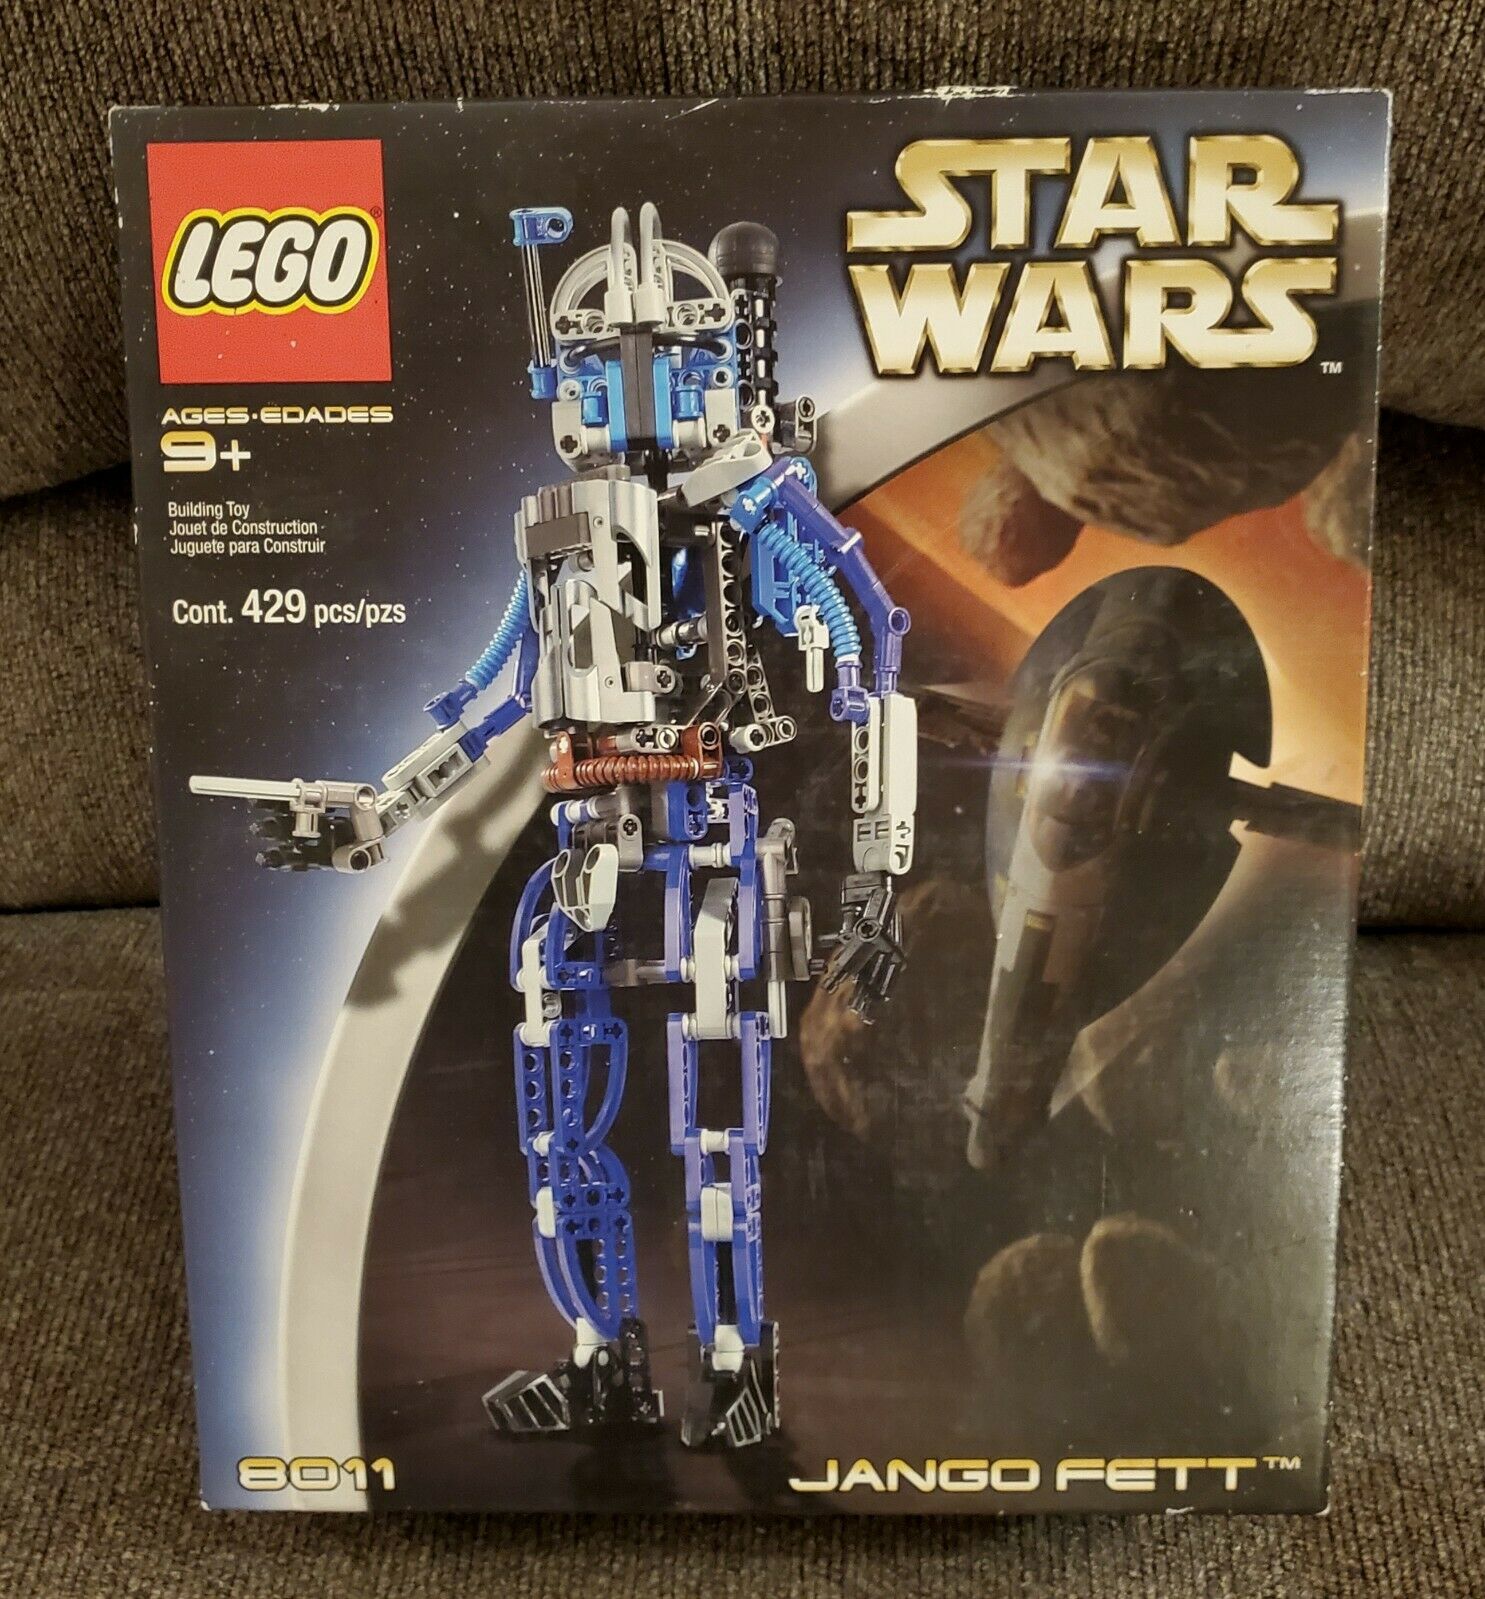 LEGO®
AGES·EDADES
9+
Building Toy
Jouet de Construction
Juguete para Construir
Cont. 429 pcs/pzs
STAR
WARS
TM
8011
JANGO FETT™